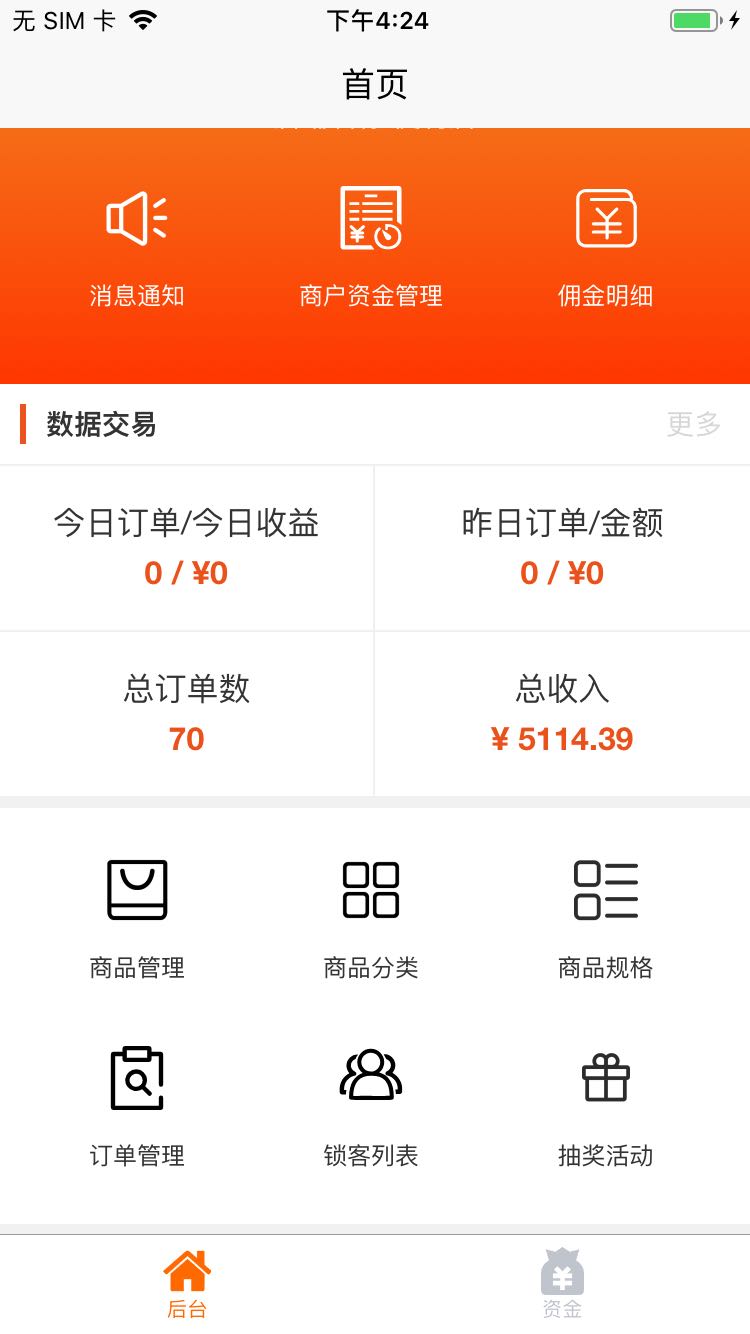 无 SIM 卡 下午4:24
首页
消息通知 商户资金管理 佣金明细
数据交易 更多
今日订单/今日收益 昨日订单/金额
0 / ¥0 0 / ¥0
总订单数 总收入
70 ¥ 5114.39
商品管理 商品分类 商品规格
订单管理 锁客列表 抽奖活动
后台 资金